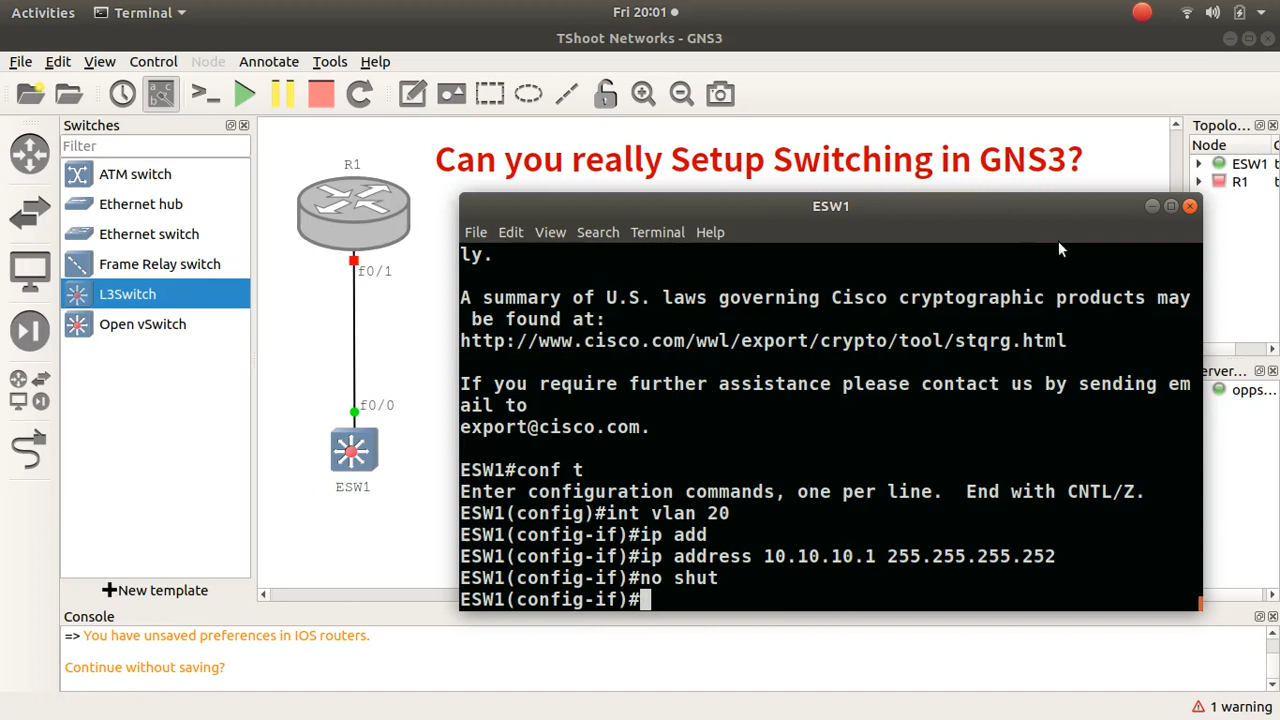 Activities
Terminal
Fri 20:01
TShoot Networks - GNS3
File Edit View Control Node Annotate Tools Help
Switches
Filter
ATM switch
Ethernet hub
Ethernet switch
Frame Relay switch
L3Switch
Open vSwitch
New template
Can you really Setup Switching in GNS3?
R1
f0/1
f0/0
ESW1
Topolo...
Node
ESW1 t
R1 t
erver...
opps...
ESW1
File Edit View Search Terminal Help
ly.
A summary of U.S. laws governing Cisco cryptographic products may
be found at:
http://www.cisco.com/wwl/export/crypto/tool/stqrg.html
If you require further assistance please contact us by sending em
ail to
export@cisco.com.
ESW1#conf t
Enter configuration commands, one per line.  End with CNTL/Z.
ESW1(config)#int vlan 20
ESW1(config-if)#ip add
ESW1(config-if)#ip address 10.10.10.1 255.255.255.252
ESW1(config-if)#no shut
ESW1(config-if)#
Console
=> You have unsaved preferences in IOS routers.
Continue without saving?
1 warning